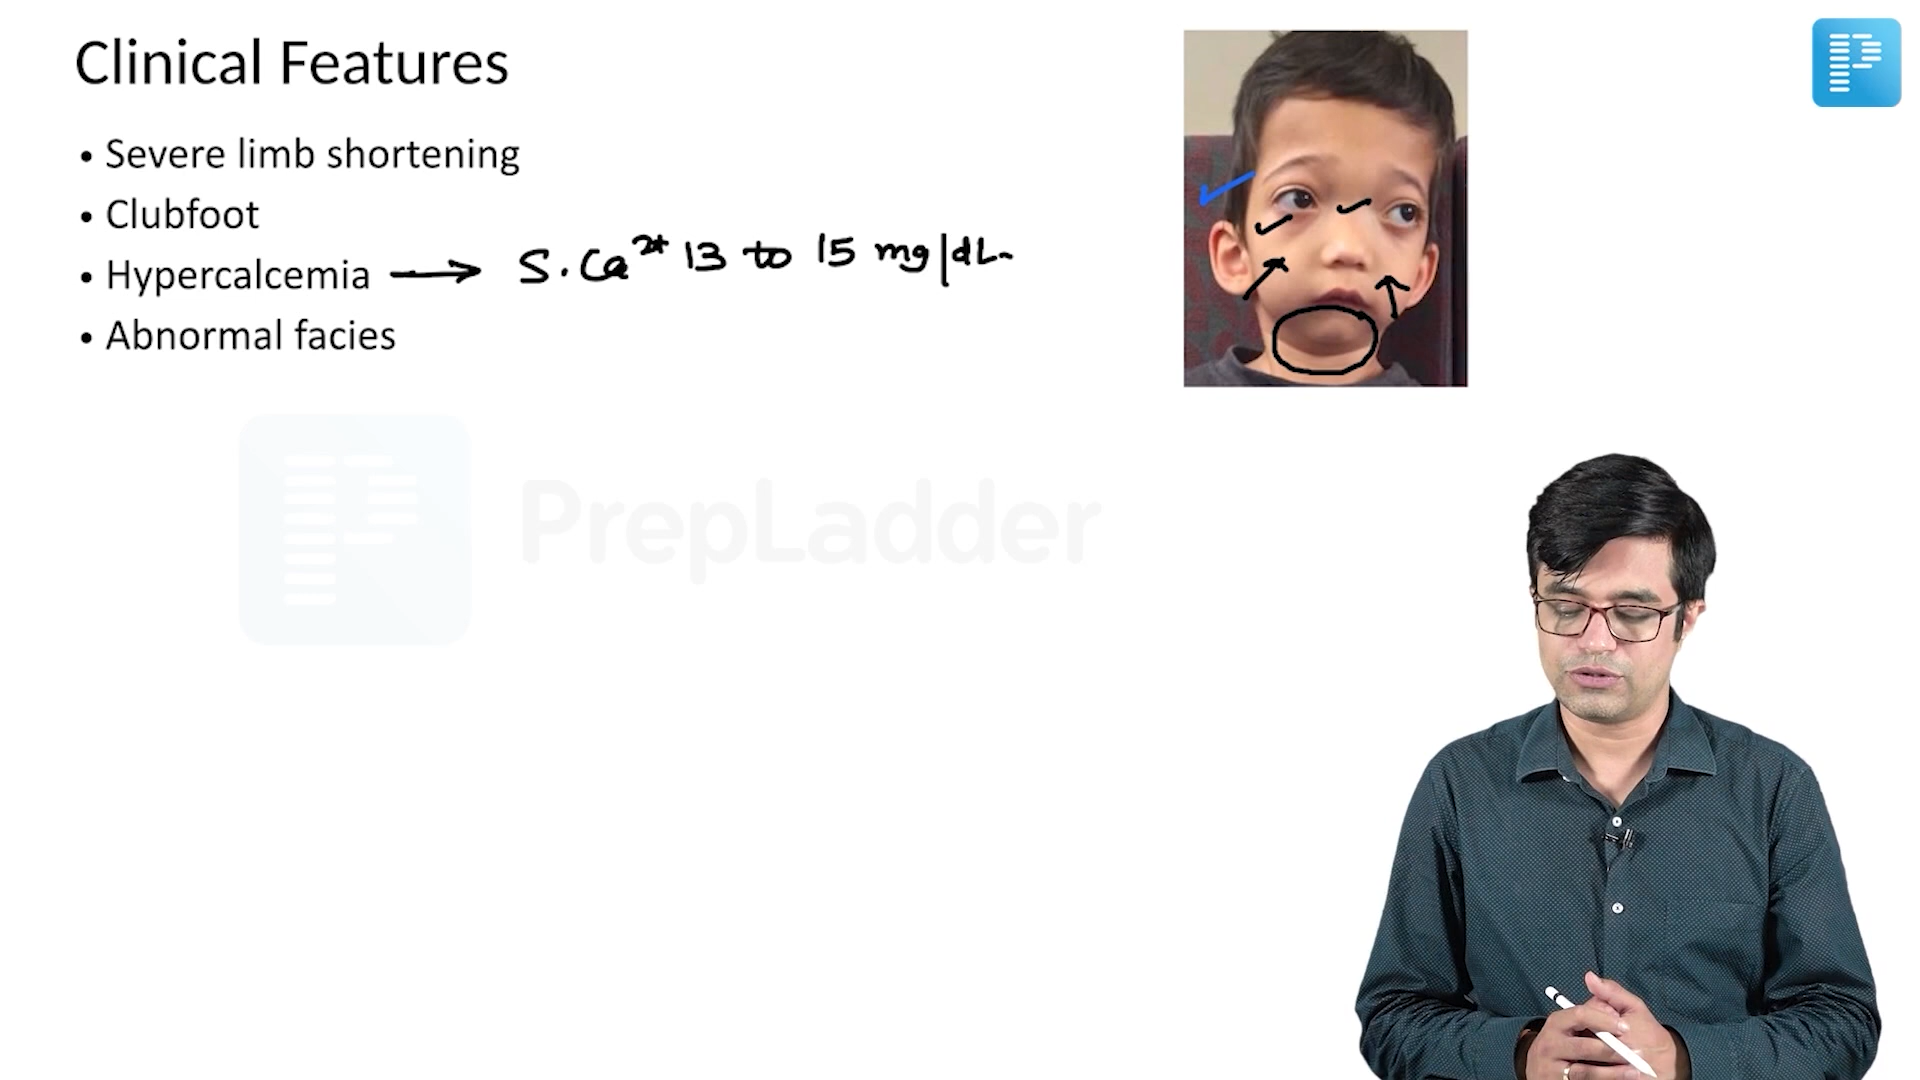 Clinical Features
• Severe limb shortening
• Clubfoot
• Hypercalcemia → S. Ca²⁺ 13 to 15 mg/dL
• Abnormal facies
PrepLadder